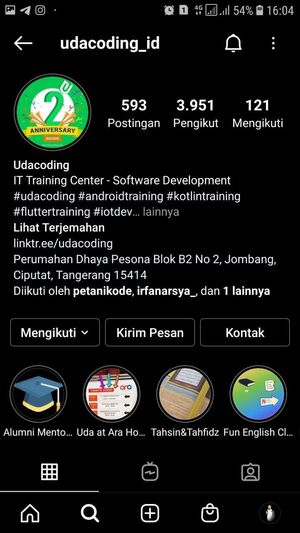 54% 16:04
udacoding_id
2
ANNIVERSARY
593 3.951 121
Postingan Pengikut Mengikuti
Udacoding
IT Training Center - Software Development
#udacoding #androidtraining #kotlintraining
#fluttertraining #iotdev... lainnya
Lihat Terjemahan
linktr.ee/udacoding
Perumahan Dhaya Pesona Blok B2 No 2, Jombang,
Ciputat, Tangerang 15414
Diikuti oleh petanikode, irfanarsya_, dan 1 lainnya
Mengikuti Kirim Pesan Kontak
Alumni Mento... Uda at Ara Ho... Tahsin&Tahfidz Fun English Cl...